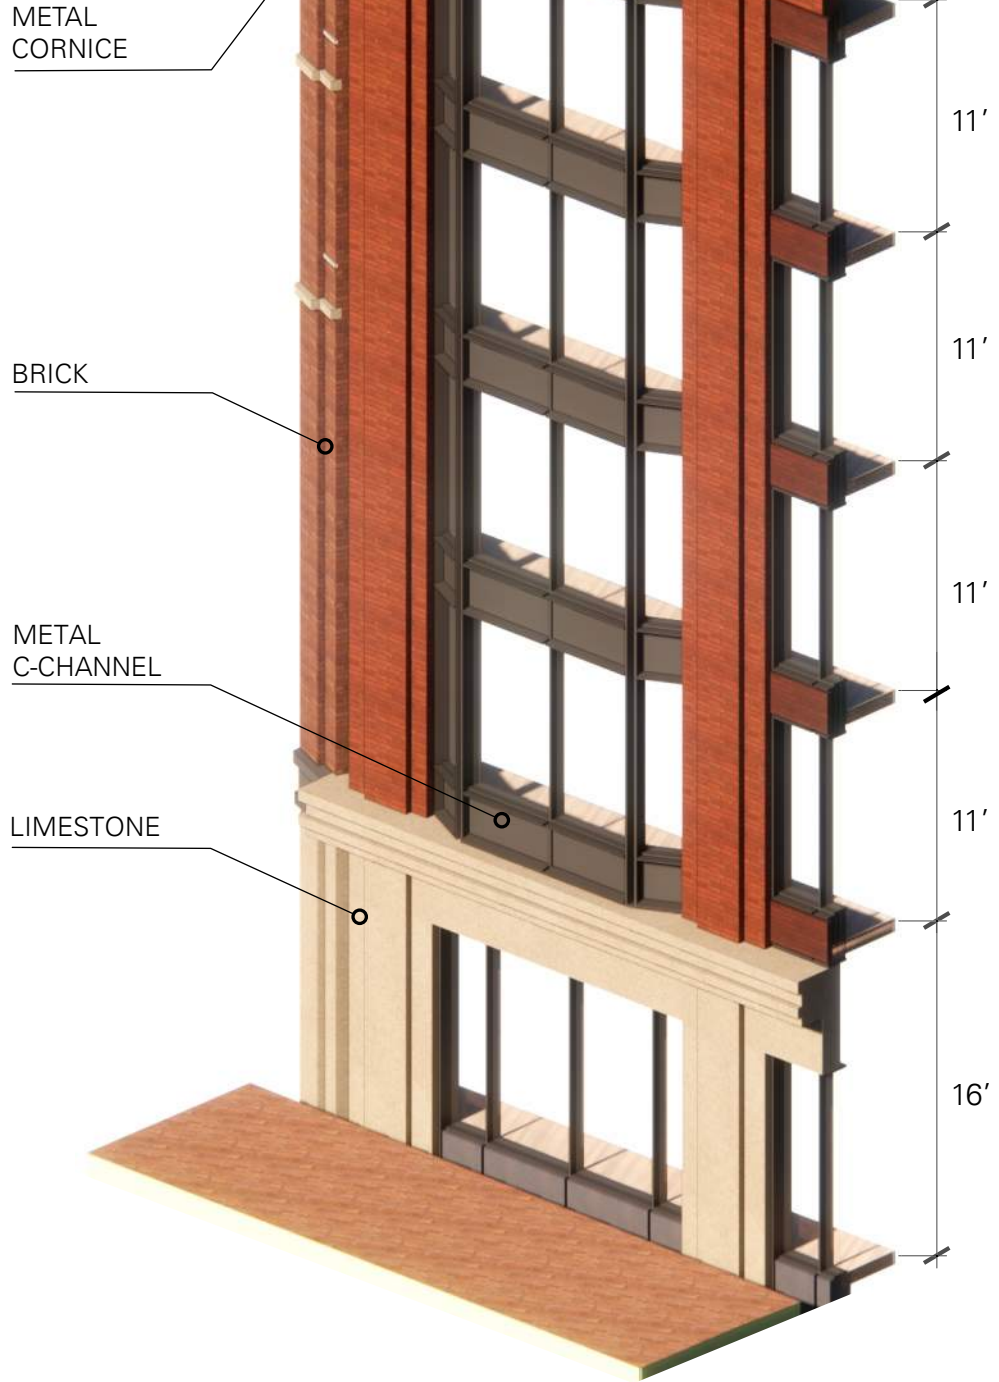 METAL
CORNICE
11′
11′
BRICK
11′
METAL
C-CHANNEL
11′
LIMESTONE
16′